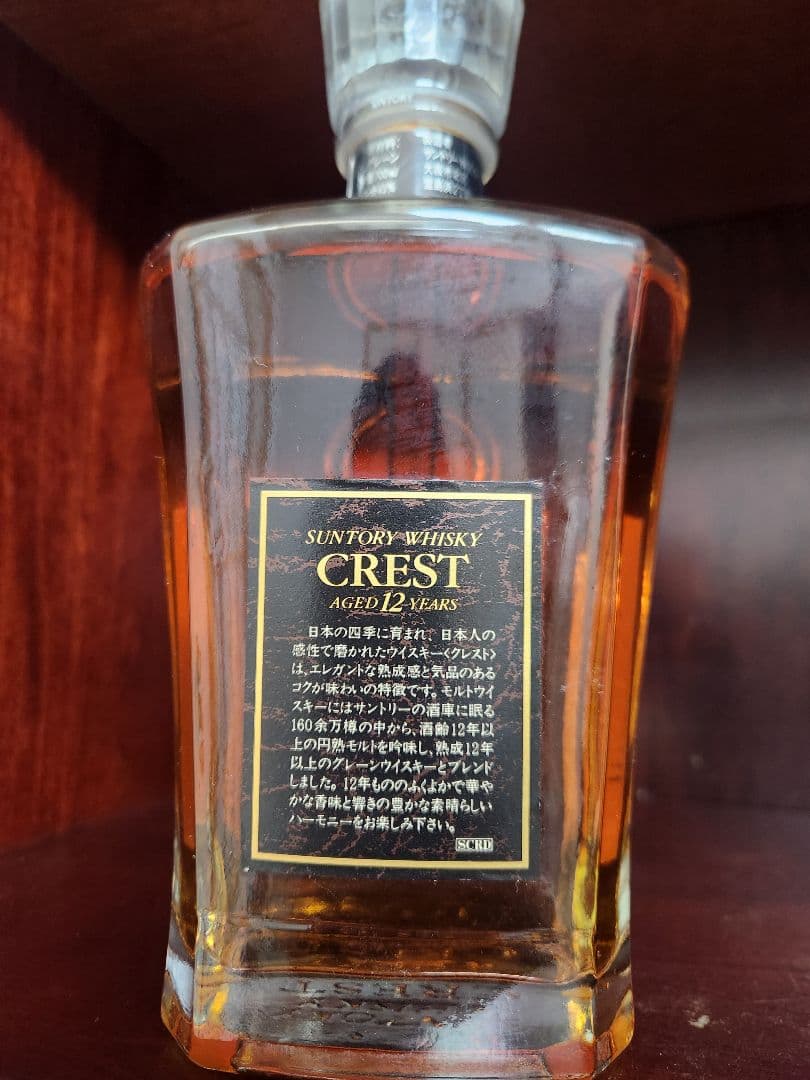 SUNTORY WHISKY
CREST
AGED 12 YEARS
日本の四季に育まれ、日本人の
感性で磨かれたウイスキー〈クレスト〉
は、エレガントな熟成感と気品のある
コクが味わいの特徴です。モルトウイ
スキーにはサントリーの酒庫に眠る
160余万樽の中から、酒齢12年以
上の円熟モルトを吟味し、熟成12年
以上のグレーンウイスキーとブレンド
しました。12年もののふくよかで華や
かな香味と響きの豊かな素晴らしい
ハーモニーをお楽しみ下さい。
SCRD